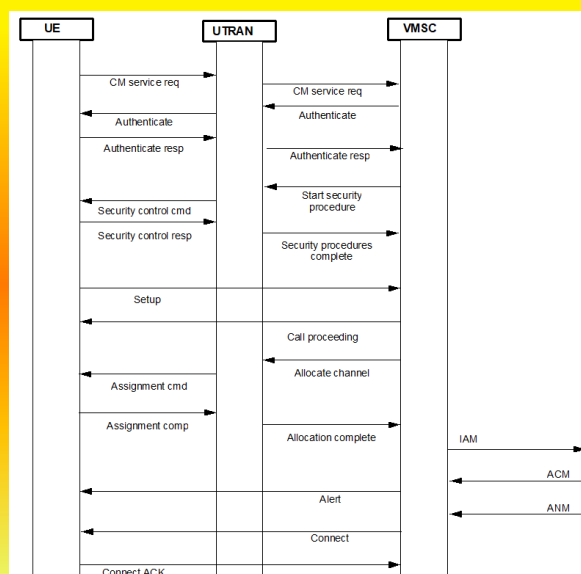 UE
UTRAN
VMSC
CM service req
CM service req
Authenticate
Authenticate
Authenticate resp
Authenticate resp
Start security
procedure
Security control cmd
Security control resp
Security procedures
complete
Setup
Call proceeding
Allocate channel
Assignment cmd
Assignment comp
Allocation complete
IAM
ACM
Alert
ANM
Connect
Connect ACK